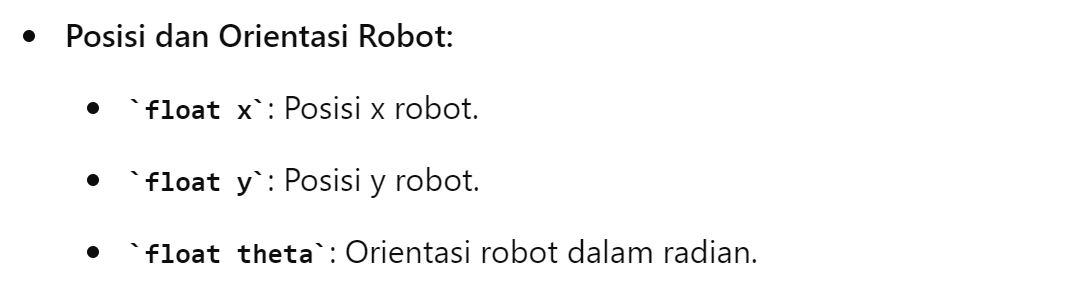 • Posisi dan Orientasi Robot:
• `float x`: Posisi x robot.
• `float y`: Posisi y robot.
• `float theta`: Orientasi robot dalam radian.